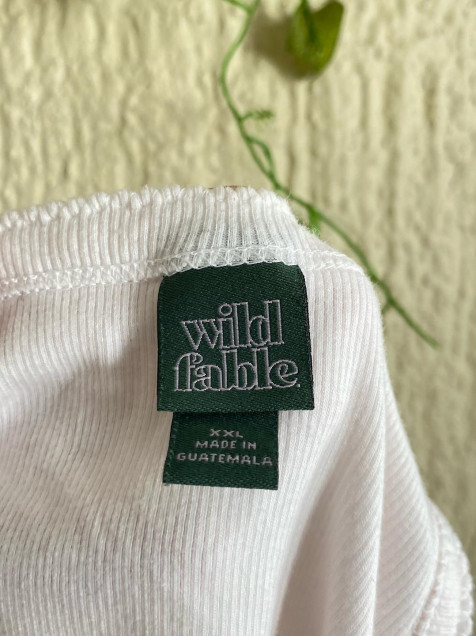 wild
fable.
XXL
MADE IN
GUATEMALA